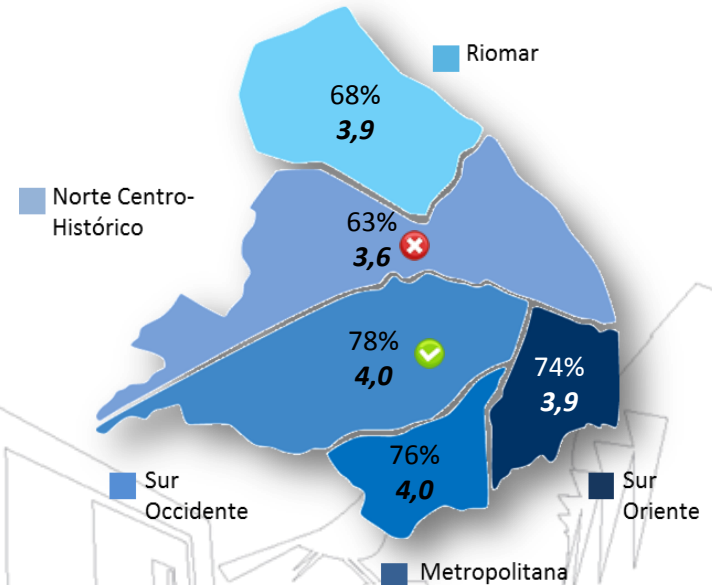 Riomar
68%
3,9
Norte Centro-
Histórico
63%
3,6
78%
4,0
74%
3,9
76%
4,0
Sur
Occidente
Sur
Oriente
Metropolitana